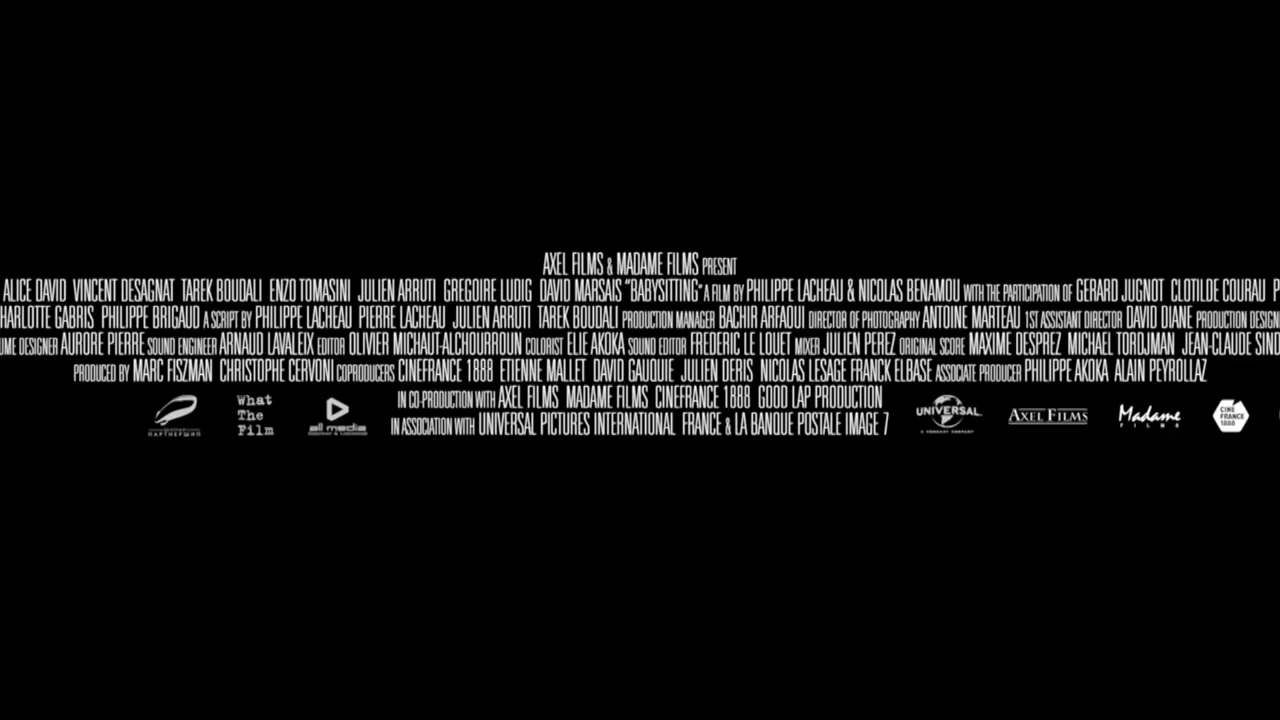 AXEL FILMS & MADAME FILMS PRESENT
ALICE DAVID VINCENT DESAGNAT TAREK BOUDALI ENZO TOMASINI JULIEN ARRUTI GREGOIRE LUDIG DAVID MARSAIS "BABYSITTING" A FILM BY PHILIPPE LACHEAU & NICOLAS BENAMOU WITH THE PARTICIPATION OF GERARD JUGNOT CLOTILDE COURAU P
HARLOTTE GABRIS PHILIPPE BRIGAUD A SCRIPT BY PHILIPPE LACHEAU PIERRE LACHEAU JULIEN ARRUTI TAREK BOUDALI PRODUCTION MANAGER BACHIR ARFAOUI DIRECTOR OF PHOTOGRAPHY ANTOINE MARTEAU 1ST ASSISTANT DIRECTOR DAVID DIANE PRODUCTION DESIGN
UME DESIGNER AURORE PIERRE SOUND ENGINEER ARNAUD LAVALEIX EDITOR OLIVIER MICHAUT-ALCHOURROUN COLORIST ELIE AKOKA SOUND EDITOR FREDERIC LE LOUET MIXER JULIEN PEREZ ORIGINAL SCORE MAXIME DESPREZ MICHAEL TORDJMAN JEAN-CLAUDE SIND
PRODUCED BY MARC FISZMAN CHRISTOPHE CERVONI COPRODUCERS CINEFRANCE 1888 ETIENNE MALLET DAVID GAUQUIE JULIEN DERIS NICOLAS LESAGE FRANCK ELBASE ASSOCIATE PRODUCER PHILIPPE AKOKA ALAIN PEYROLLAZ
IN CO-PRODUCTION WITH AXEL FILMS MADAME FILMS CINEFRANCE 1888 GOOD LAP PRODUCTION
IN ASSOCIATION WITH UNIVERSAL PICTURES INTERNATIONAL FRANCE & LA BANQUE POSTALE IMAGE 7
ПАРТНЕРШИП
What
The
Film
all media
UNIVERSAL
A COMCAST COMPANY
AXEL FILMS
Madame
FILMS
CINE
FRANCE
1888